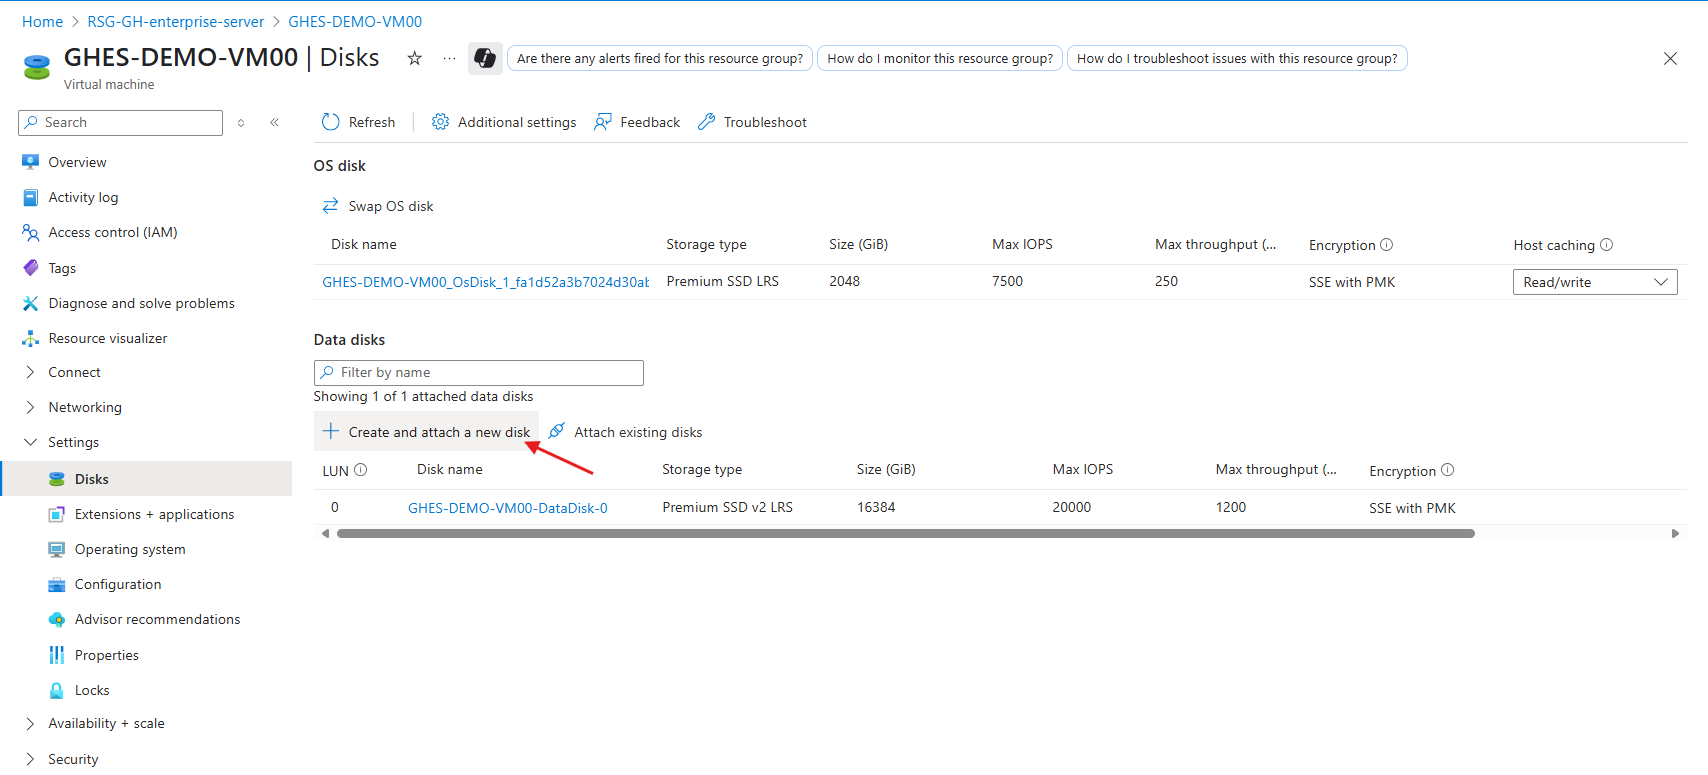 Home > RSG-GH-enterprise-server > GHES-DEMO-VM00
GHES-DEMO-VM00 | Disks
Are there any alerts fired for this resource group?
How do I monitor this resource group?
How do I troubleshoot issues with this resource group?
Virtual machine
Search
Overview
Activity log
Access control (IAM)
Tags
Diagnose and solve problems
Resource visualizer
Connect
Networking
Settings
Disks
Extensions + applications
Operating system
Configuration
Advisor recommendations
Properties
Locks
Availability + scale
Security
Refresh Additional settings Feedback Troubleshoot
OS disk
Swap OS disk
Disk name Storage type Size (GiB) Max IOPS Max throughput (... Encryption Host caching
GHES-DEMO-VM00_OsDisk_1_fa1d52a3b7024d30ab Premium SSD LRS 2048 7500 250 SSE with PMK Read/write
Data disks
Filter by name
Showing 1 of 1 attached data disks
Create and attach a new disk Attach existing disks
LUN Disk name Storage type Size (GiB) Max IOPS Max throughput (... Encryption
0 GHES-DEMO-VM00-DataDisk-0 Premium SSD v2 LRS 16384 20000 1200 SSE with PMK